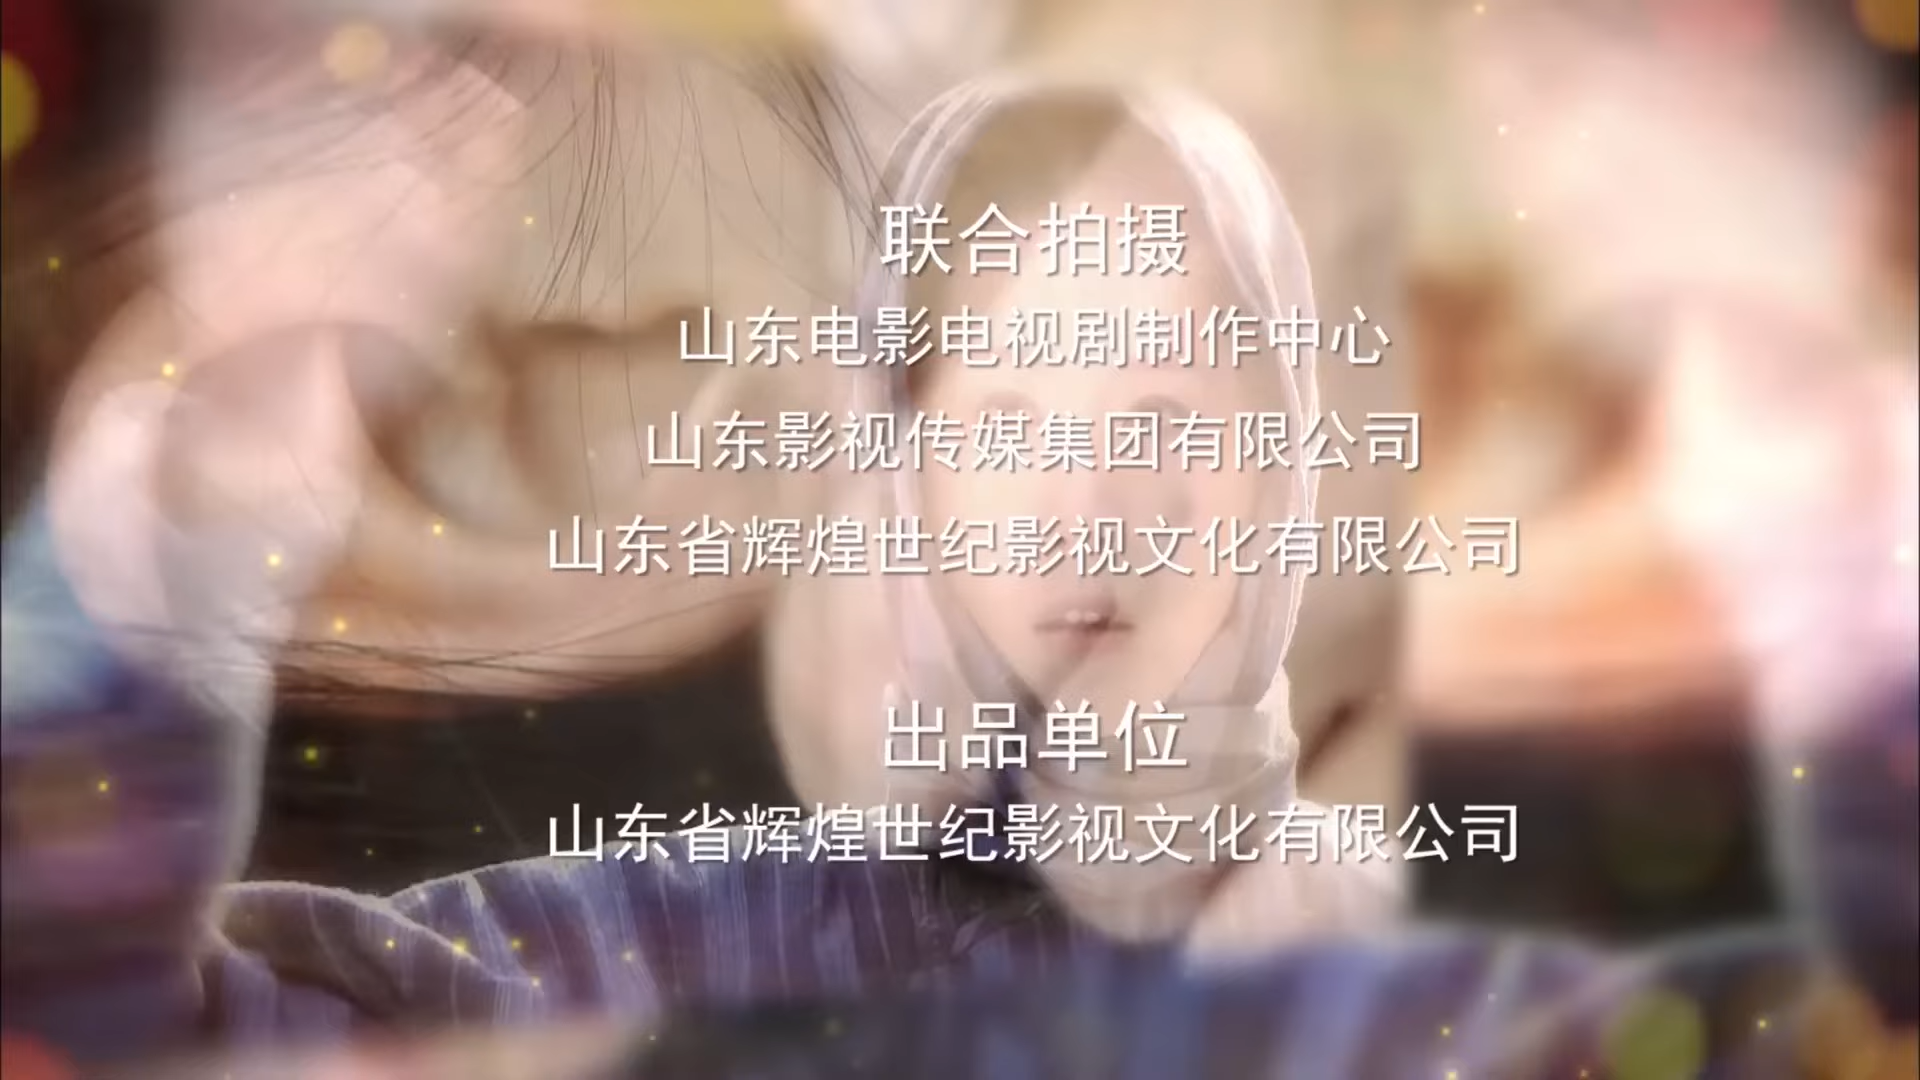 联合拍摄
山东电影电视剧制作中心
山东影视传媒集团有限公司
山东省辉煌世纪影视文化有限公司
出品单位
山东省辉煌世纪影视文化有限公司